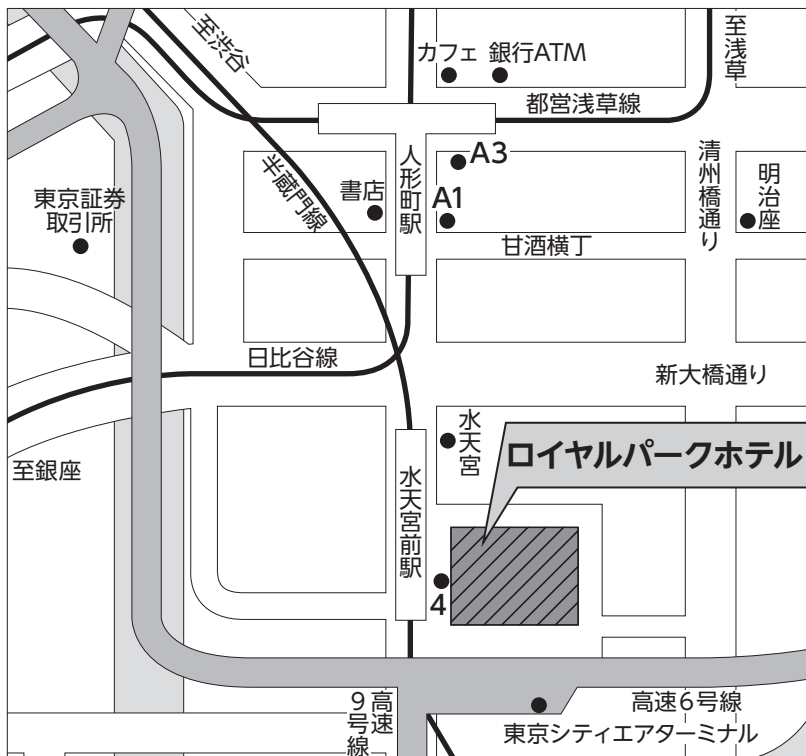 至渋谷
カフェ
銀行ATM
至浅草
都営浅草線
半蔵門線
人形町駅
A3
清州橋通り
明治座
東京証券
取引所
書店
A1
甘酒横丁
日比谷線
新大橋通り
水天宮
ロイヤルパークホテル
至銀座
水天宮前駅
4
高速
9号線
高速6号線
東京シティエアターミナル